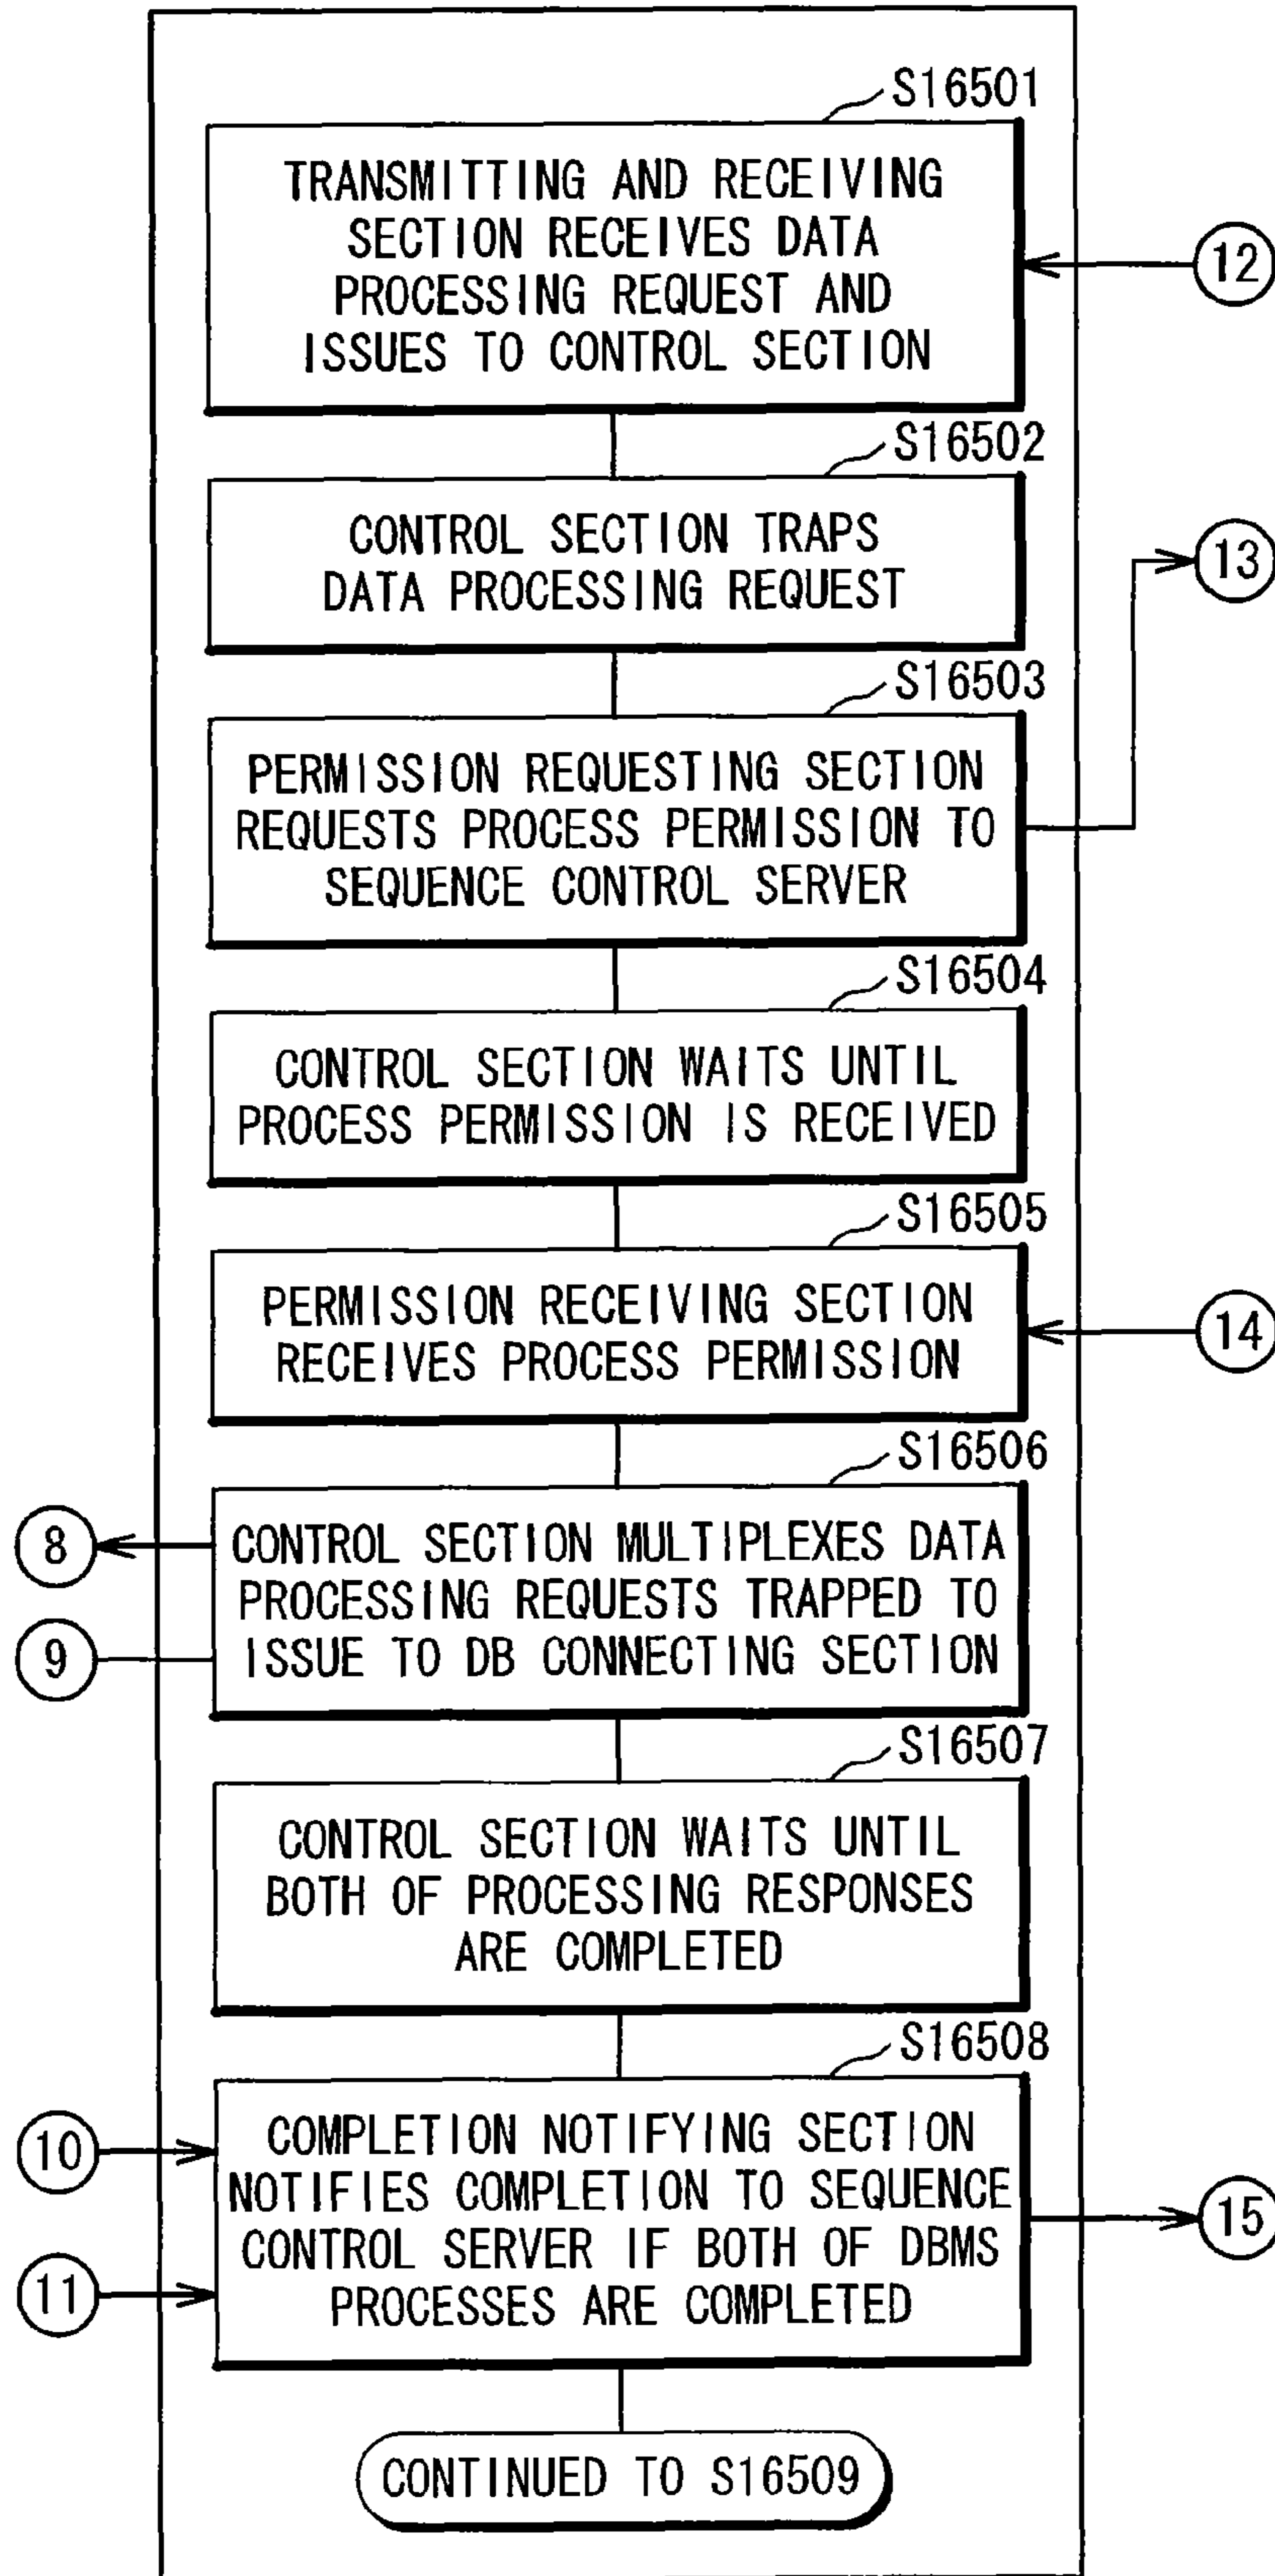 S16501
TRANSMITTING AND RECEIVING
SECTION RECEIVES DATA
PROCESSING REQUEST AND
ISSUES TO CONTROL SECTION
12
S16502
CONTROL SECTION TRAPS
DATA PROCESSING REQUEST
13
S16503
PERMISSION REQUESTING SECTION
REQUESTS PROCESS PERMISSION TO
SEQUENCE CONTROL SERVER
S16504
CONTROL SECTION WAITS UNTIL
PROCESS PERMISSION IS RECEIVED
S16505
PERMISSION RECEIVING SECTION
RECEIVES PROCESS PERMISSION
14
S16506
8
CONTROL SECTION MULTIPLEXES DATA
PROCESSING REQUESTS TRAPPED TO
ISSUE TO DB CONNECTING SECTION
9
S16507
CONTROL SECTION WAITS UNTIL
BOTH OF PROCESSING RESPONSES
ARE COMPLETED
S16508
10
COMPLETION NOTIFYING SECTION
NOTIFIES COMPLETION TO SEQUENCE
CONTROL SERVER IF BOTH OF DBMS
PROCESSES ARE COMPLETED
11
15
CONTINUED TO S16509